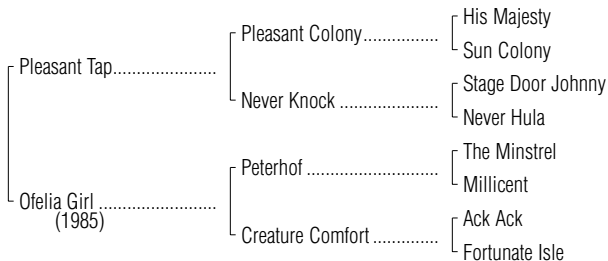 His Majesty
Pleasant Colony.................
Sun Colony
Pleasant Tap.......................
Stage Door Johnny
Never Knock ......................
Never Hula
The Minstrel
Peterhof .............................
Millicent
Ofelia Girl ..........................
(1985)
Ack Ack
Creature Comfort...............
Fortunate Isle